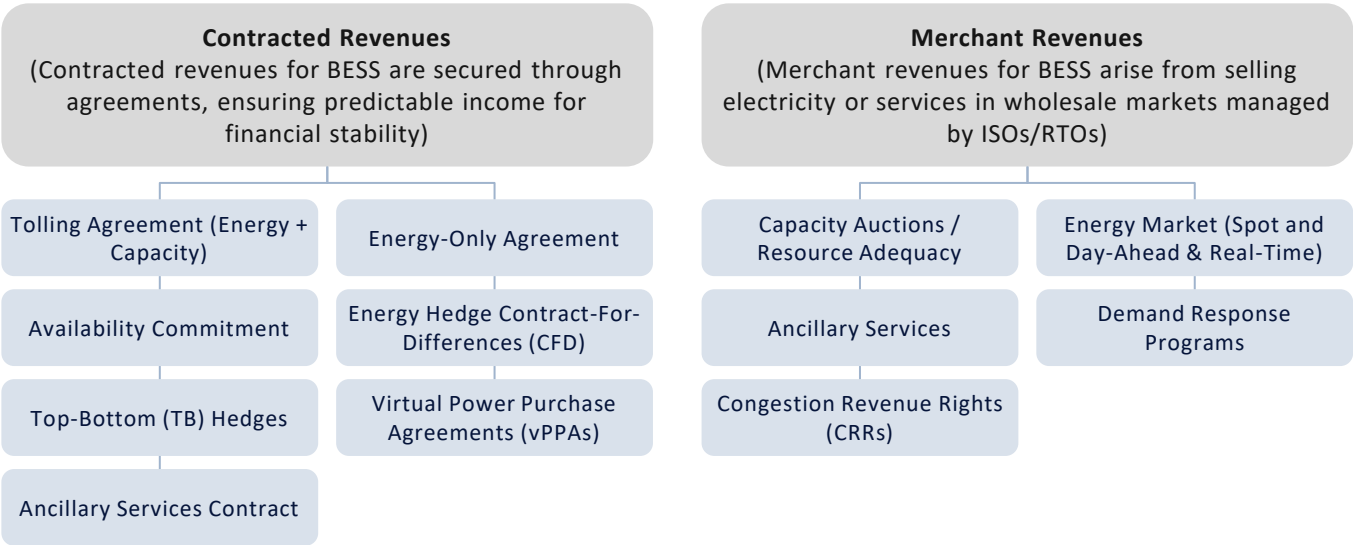 Contracted Revenues
(Contracted revenues for BESS are secured through
agreements, ensuring predictable income for
financial stability)
Tolling Agreement (Energy +
Capacity)
Availability Commitment
Top-Bottom (TB) Hedges
Ancillary Services Contract
Energy-Only Agreement
Energy Hedge Contract-For-
Differences (CFD)
Virtual Power Purchase
Agreements (vPPAs)
Merchant Revenues
(Merchant revenues for BESS arise from selling
electricity or services in wholesale markets managed
by ISOs/RTOs)
Capacity Auctions /
Resource Adequacy
Ancillary Services
Congestion Revenue Rights
(CRRs)
Energy Market (Spot and
Day-Ahead & Real-Time)
Demand Response
Programs